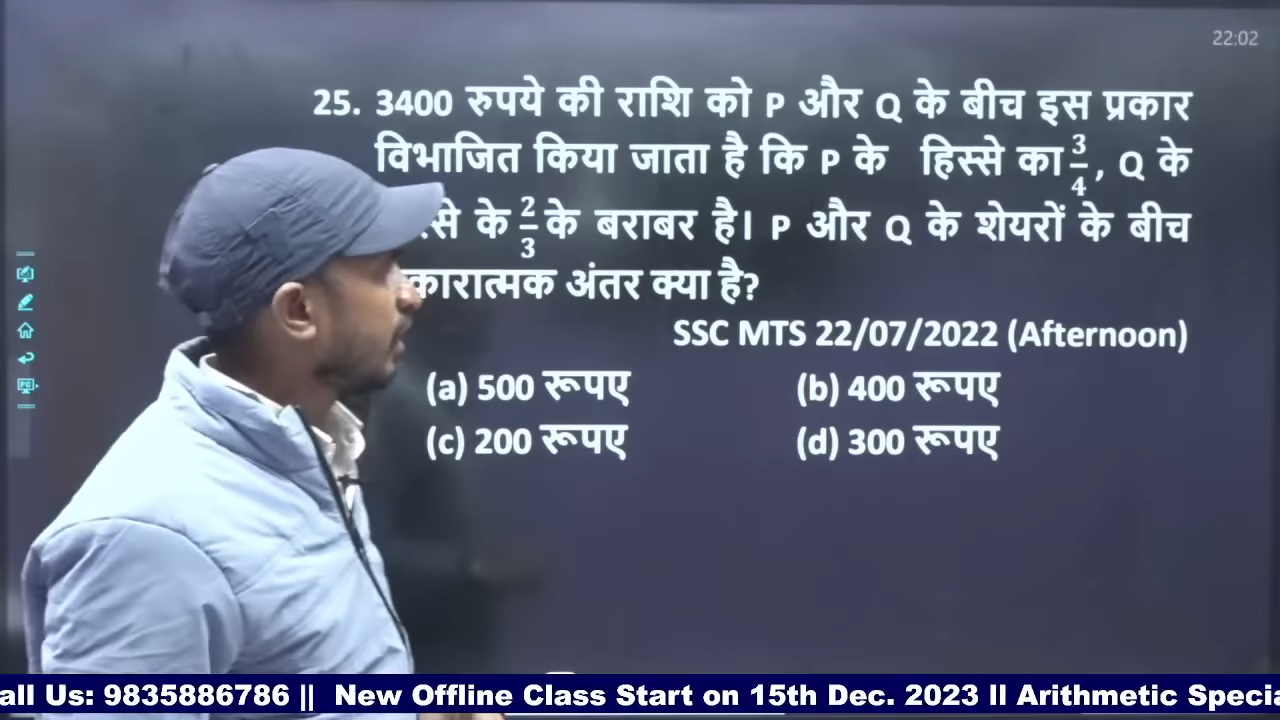 22:02
25. 3400 रुपये की राशि को P और Q के बीच इस प्रकार
विभाजित किया जाता है कि P के हिस्से का 3/4, Q के
के 2/3 के बराबर है। P और Q के शेयरों के बीच
अंतर क्या है?
SSC MTS 22/07/2022 (Afternoon)
(a) 500 रूपए (b) 400 रूपए
(c) 200 रूपए (d) 300 रूपए
Us: 9835886786 || New Offline Class Start on 15th Dec. 2023 II Arithmetic